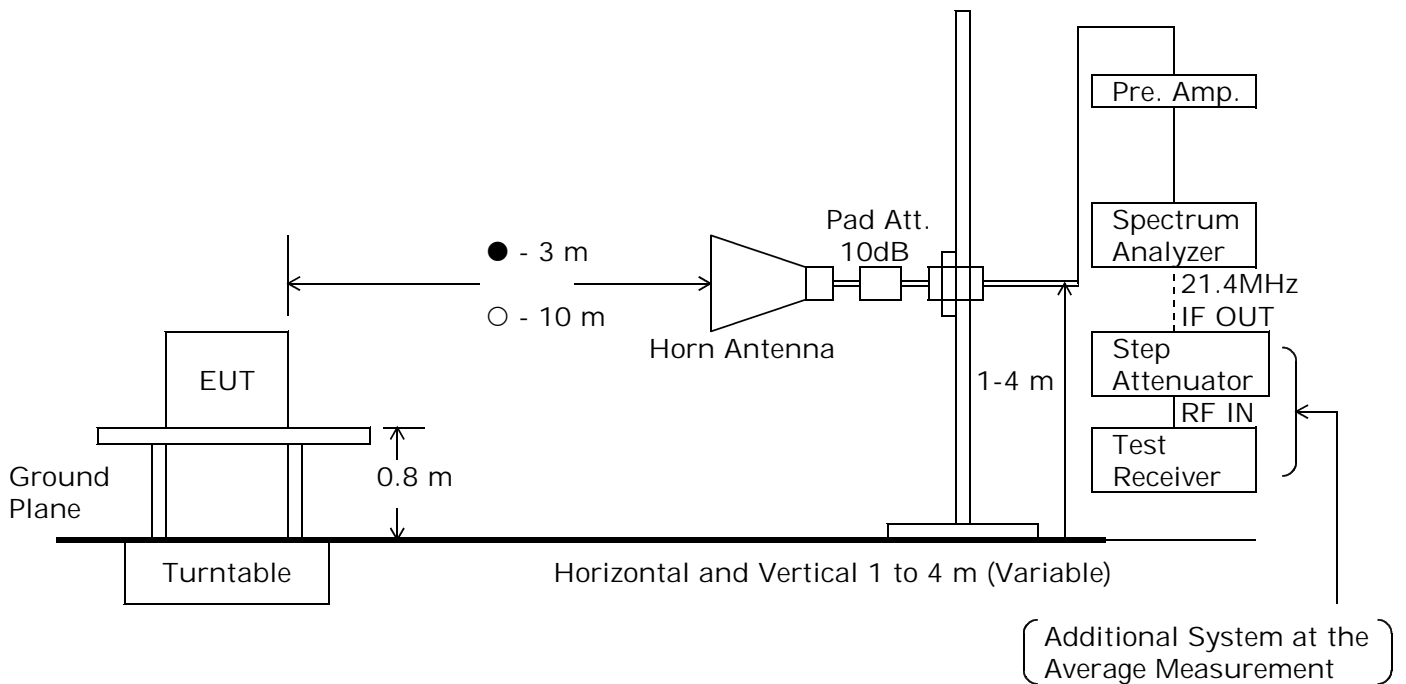 Pre. Amp.
Pad Att.
10dB
Spectrum
Analyzer
● - 3 m
○ - 10 m
21.4MHz
IF OUT
Horn Antenna
Step
Attenuator
EUT
1-4 m
RF IN
Test
Receiver
Ground
Plane
0.8 m
Turntable
Horizontal and Vertical 1 to 4 m (Variable)
Additional System at the
Average Measurement